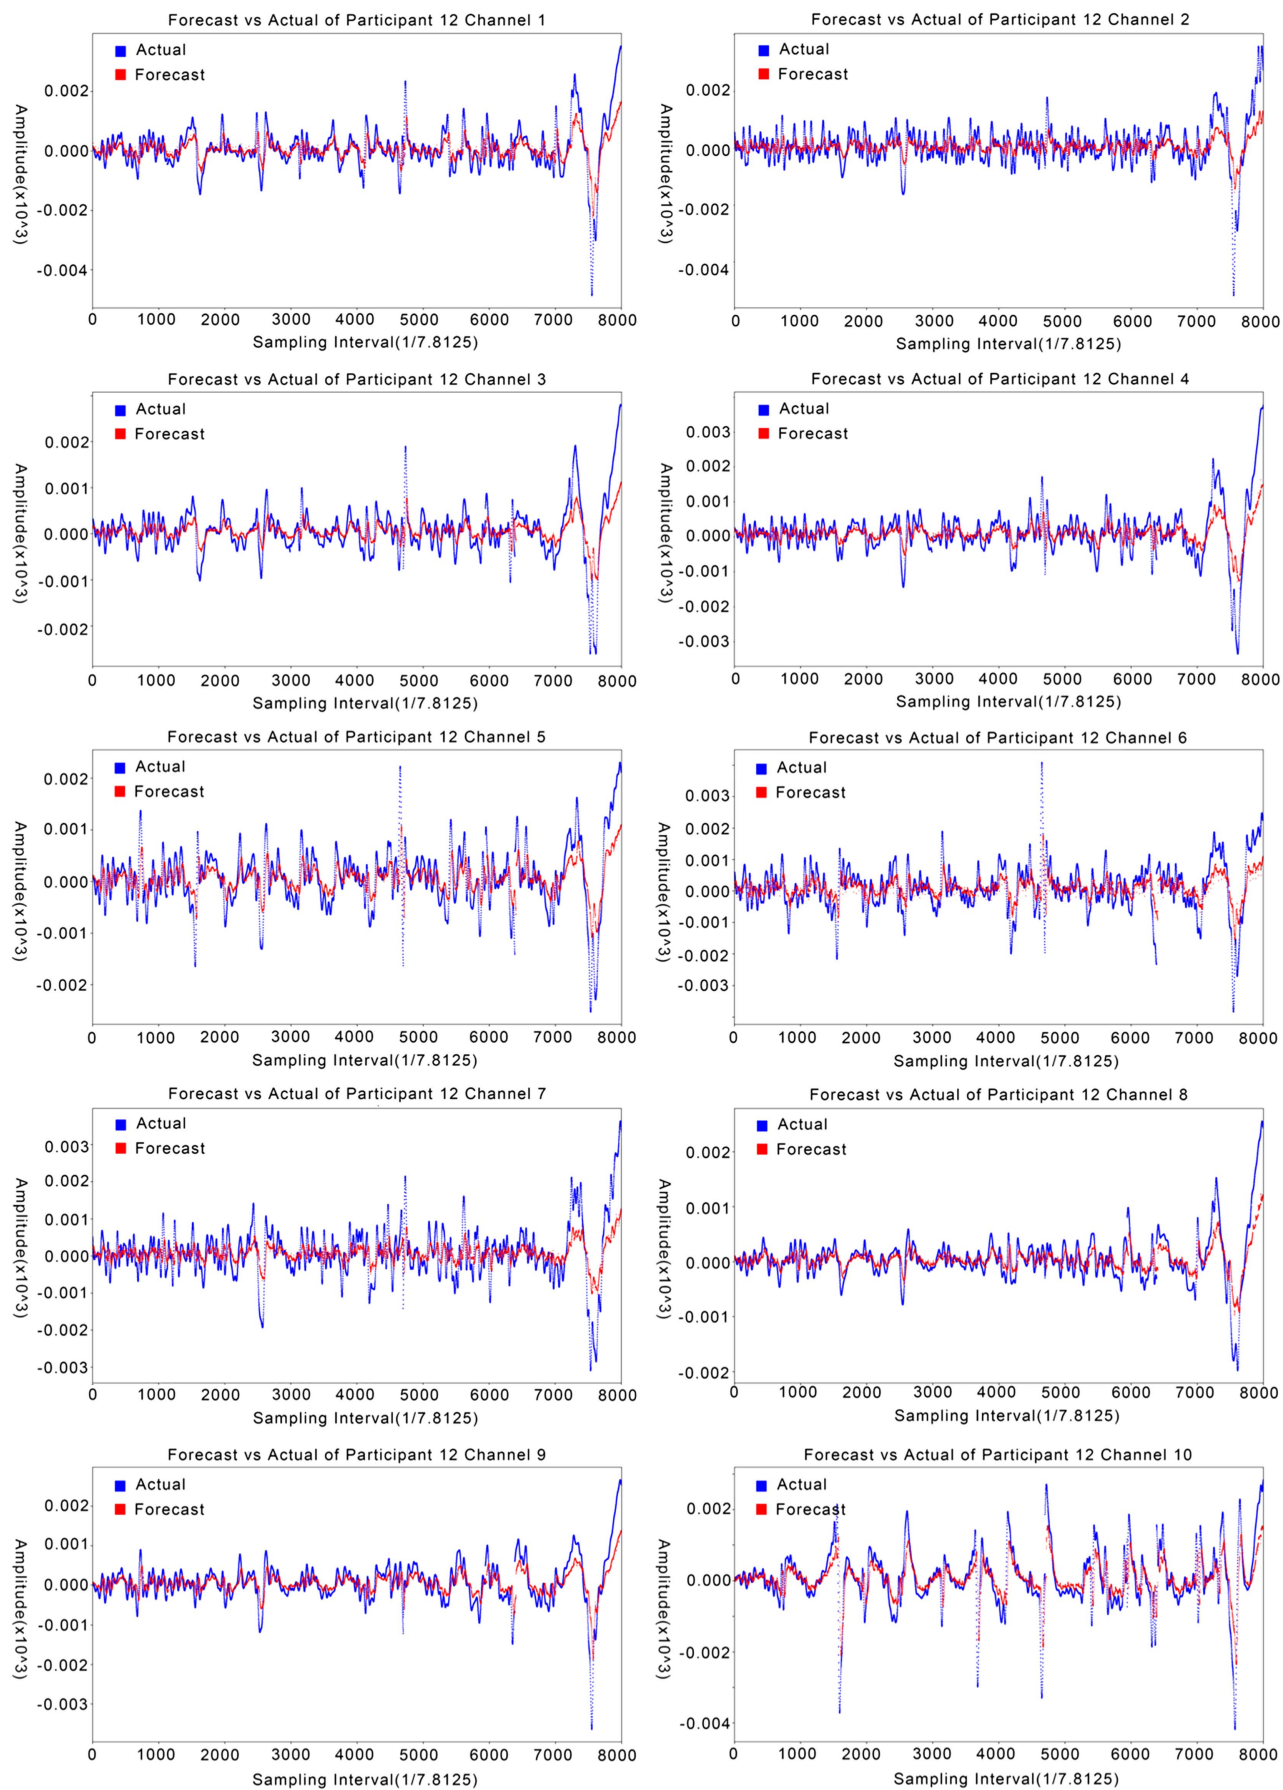 Forecast vs Actual of Participant 12 Channel 1
Actual
Forecast
Amplitude(x10^3)
0.002
0.000
-0.002
-0.004
0 1000 2000 3000 4000 5000 6000 7000 8000
Sampling Interval(1/7.8125)
Forecast vs Actual of Participant 12 Channel 2
Actual
Forecast
Amplitude(x10^3)
0.002
0.000
-0.002
-0.004
0 1000 2000 3000 4000 5000 6000 7000 8000
Sampling Interval(1/7.8125)
Forecast vs Actual of Participant 12 Channel 3
Actual
Forecast
Amplitude(x10^3)
0.002
0.001
0.000
-0.001
-0.002
0 1000 2000 3000 4000 5000 6000 7000 8000
Sampling Interval(1/7.8125)
Forecast vs Actual of Participant 12 Channel 4
Actual
Forecast
Amplitude(x10^3)
0.003
0.002
0.001
0.000
-0.001
-0.002
-0.003
0 1000 2000 3000 4000 5000 6000 7000 8000
Sampling Interval(1/7.8125)
Forecast vs Actual of Participant 12 Channel 5
Actual
Forecast
Amplitude(x10^3)
0.002
0.001
0.000
-0.001
-0.002
0 1000 2000 3000 4000 5000 6000 7000 8000
Sampling Interval(1/7.8125)
Forecast vs Actual of Participant 12 Channel 6
Actual
Forecast
Amplitude(x10^3)
0.003
0.002
0.001
0.000
-0.001
-0.002
-0.003
0 1000 2000 3000 4000 5000 6000 7000 8000
Sampling Interval(1/7.8125)
Forecast vs Actual of Participant 12 Channel 7
Actual
Forecast
Amplitude(x10^3)
0.003
0.002
0.001
0.000
-0.001
-0.002
-0.003
0 1000 2000 3000 4000 5000 6000 7000 8000
Sampling Interval(1/7.8125)
Forecast vs Actual of Participant 12 Channel 8
Actual
Forecast
Amplitude(x10^3)
0.002
0.001
0.000
-0.001
-0.002
0 1000 2000 3000 4000 5000 6000 7000 8000
Sampling Interval(1/7.8125)
Forecast vs Actual of Participant 12 Channel 9
Actual
Forecast
Amplitude(x10^3)
0.002
0.001
0.000
-0.001
-0.002
-0.003
0 1000 2000 3000 4000 5000 6000 7000 8000
Sampling Interval(1/7.8125)
Forecast vs Actual of Participant 12 Channel 10
Actual
Forecast
Amplitude(x10^3)
0.002
0.000
-0.002
-0.004
0 1000 2000 3000 4000 5000 6000 7000 8000
Sampling Interval(1/7.8125)